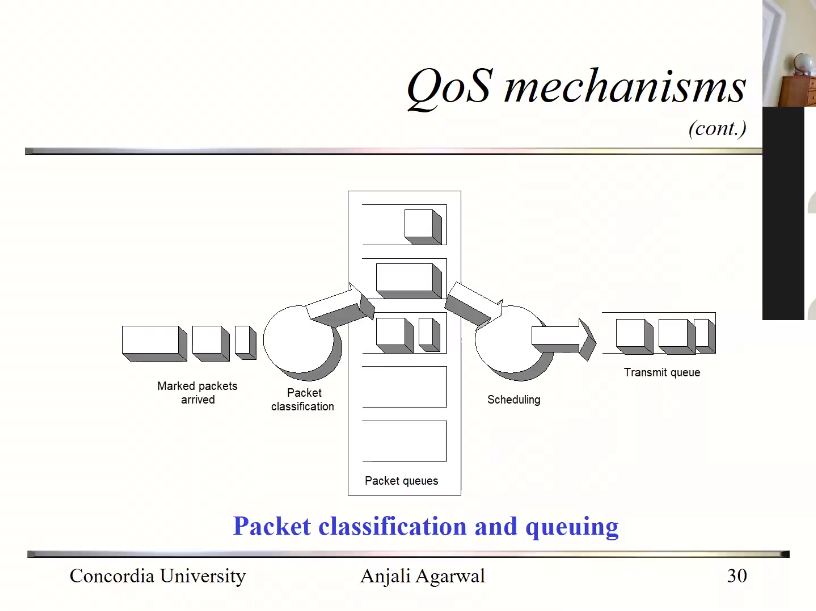 QoS mechanisms
(cont.)
Marked packets
arrived
Packet
classification
Packet queues
Scheduling
Transmit queue
Packet classification and queuing
Concordia University
Anjali Agarwal
30